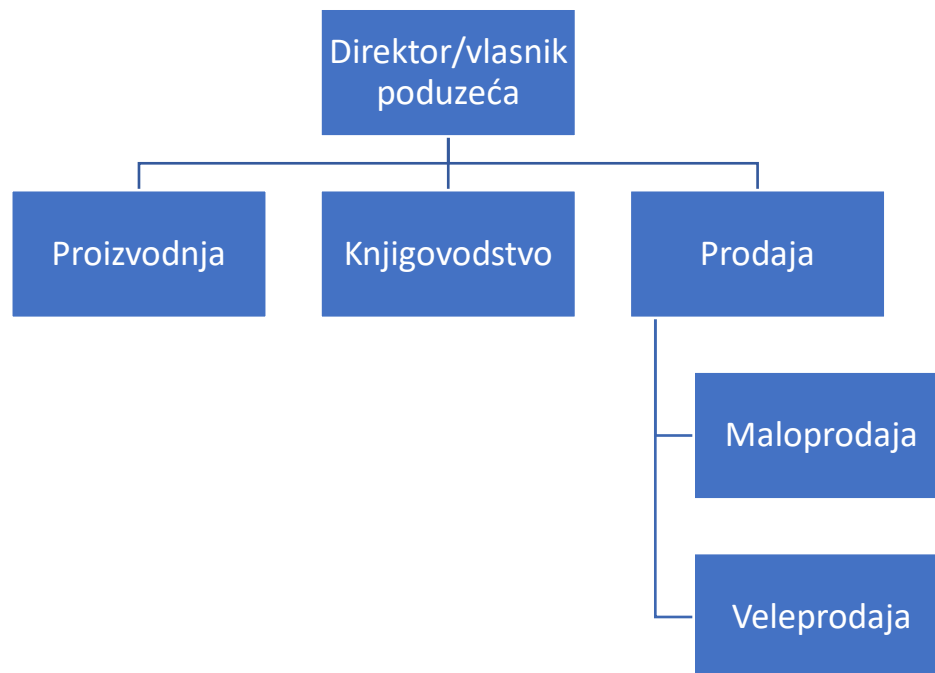 Direktor/vlasnik
poduzeća
Proizvodnja
Knjigovodstvo
Prodaja
Maloprodaja
Veleprodaja